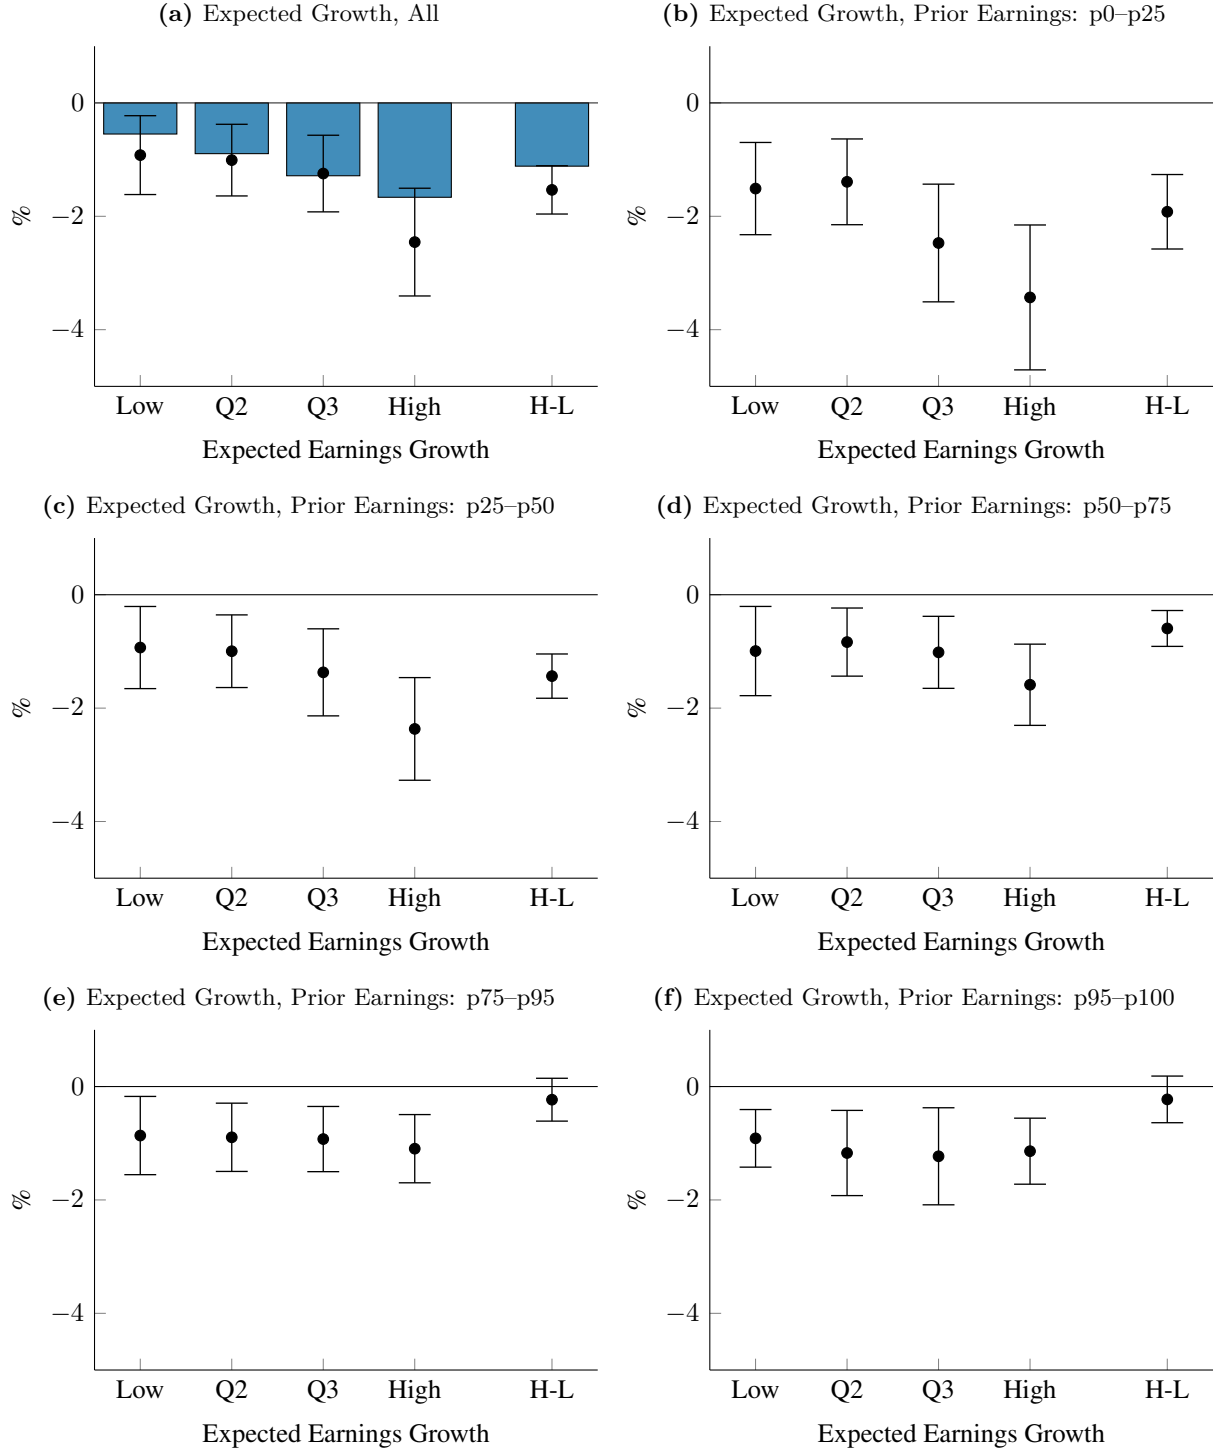 (a) Expected Growth, All
0
−2
−4
%
Low Q2 Q3 High H-L
Expected Earnings Growth
(b) Expected Growth, Prior Earnings: p0–p25
0
−2
−4
%
Low Q2 Q3 High H-L
Expected Earnings Growth
(c) Expected Growth, Prior Earnings: p25–p50
0
−2
−4
%
Low Q2 Q3 High H-L
Expected Earnings Growth
(d) Expected Growth, Prior Earnings: p50–p75
0
−2
−4
%
Low Q2 Q3 High H-L
Expected Earnings Growth
(e) Expected Growth, Prior Earnings: p75–p95
0
−2
−4
%
Low Q2 Q3 High H-L
Expected Earnings Growth
(f) Expected Growth, Prior Earnings: p95–p100
0
−2
−4
%
Low Q2 Q3 High H-L
Expected Earnings Growth